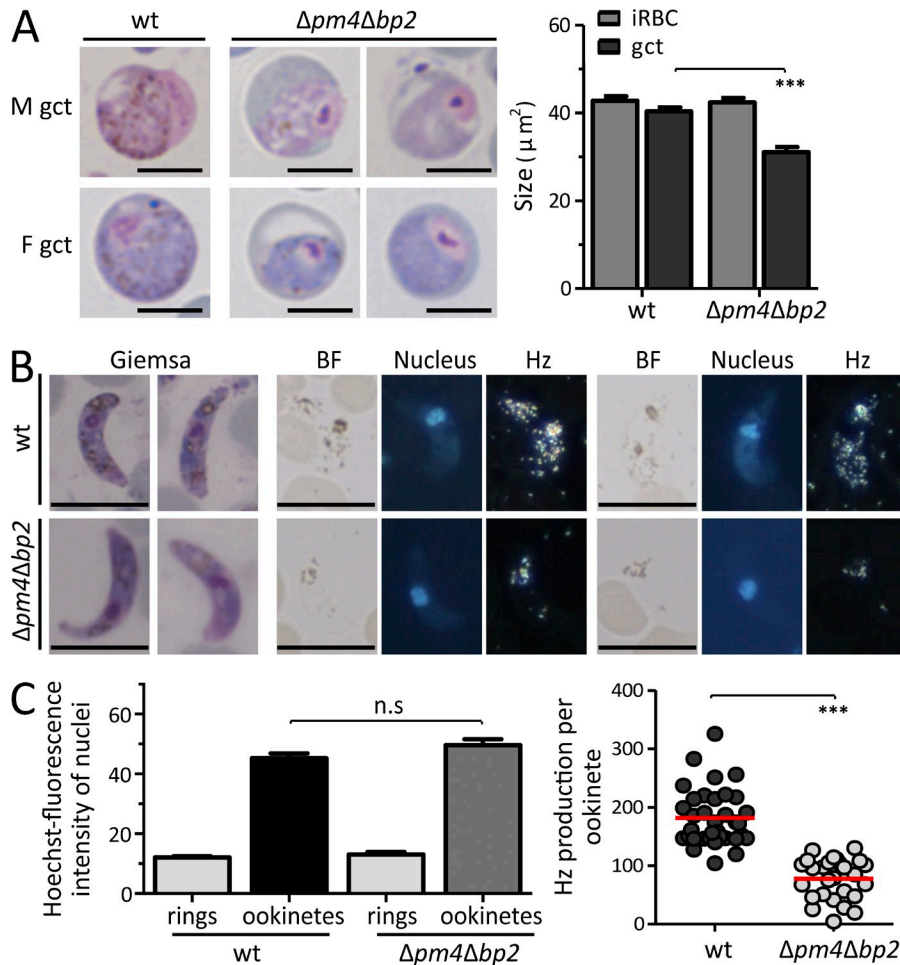 A
wt
Δpm4Δbp2
M gct
F gct
iRBC
gct
***
Size (μm²)
60
40
20
0
wt
Δpm4Δbp2
B
Giemsa
BF
Nucleus
Hz
BF
Nucleus
Hz
wt
Δpm4Δbp2
C
Hoechst-fluorescence
intensity of nuclei
60
40
20
0
n.s
rings
ookinetes
rings
ookinetes
wt
Δpm4Δbp2
Hz production per
ookinete
400
300
200
100
0
***
wt
Δpm4Δbp2